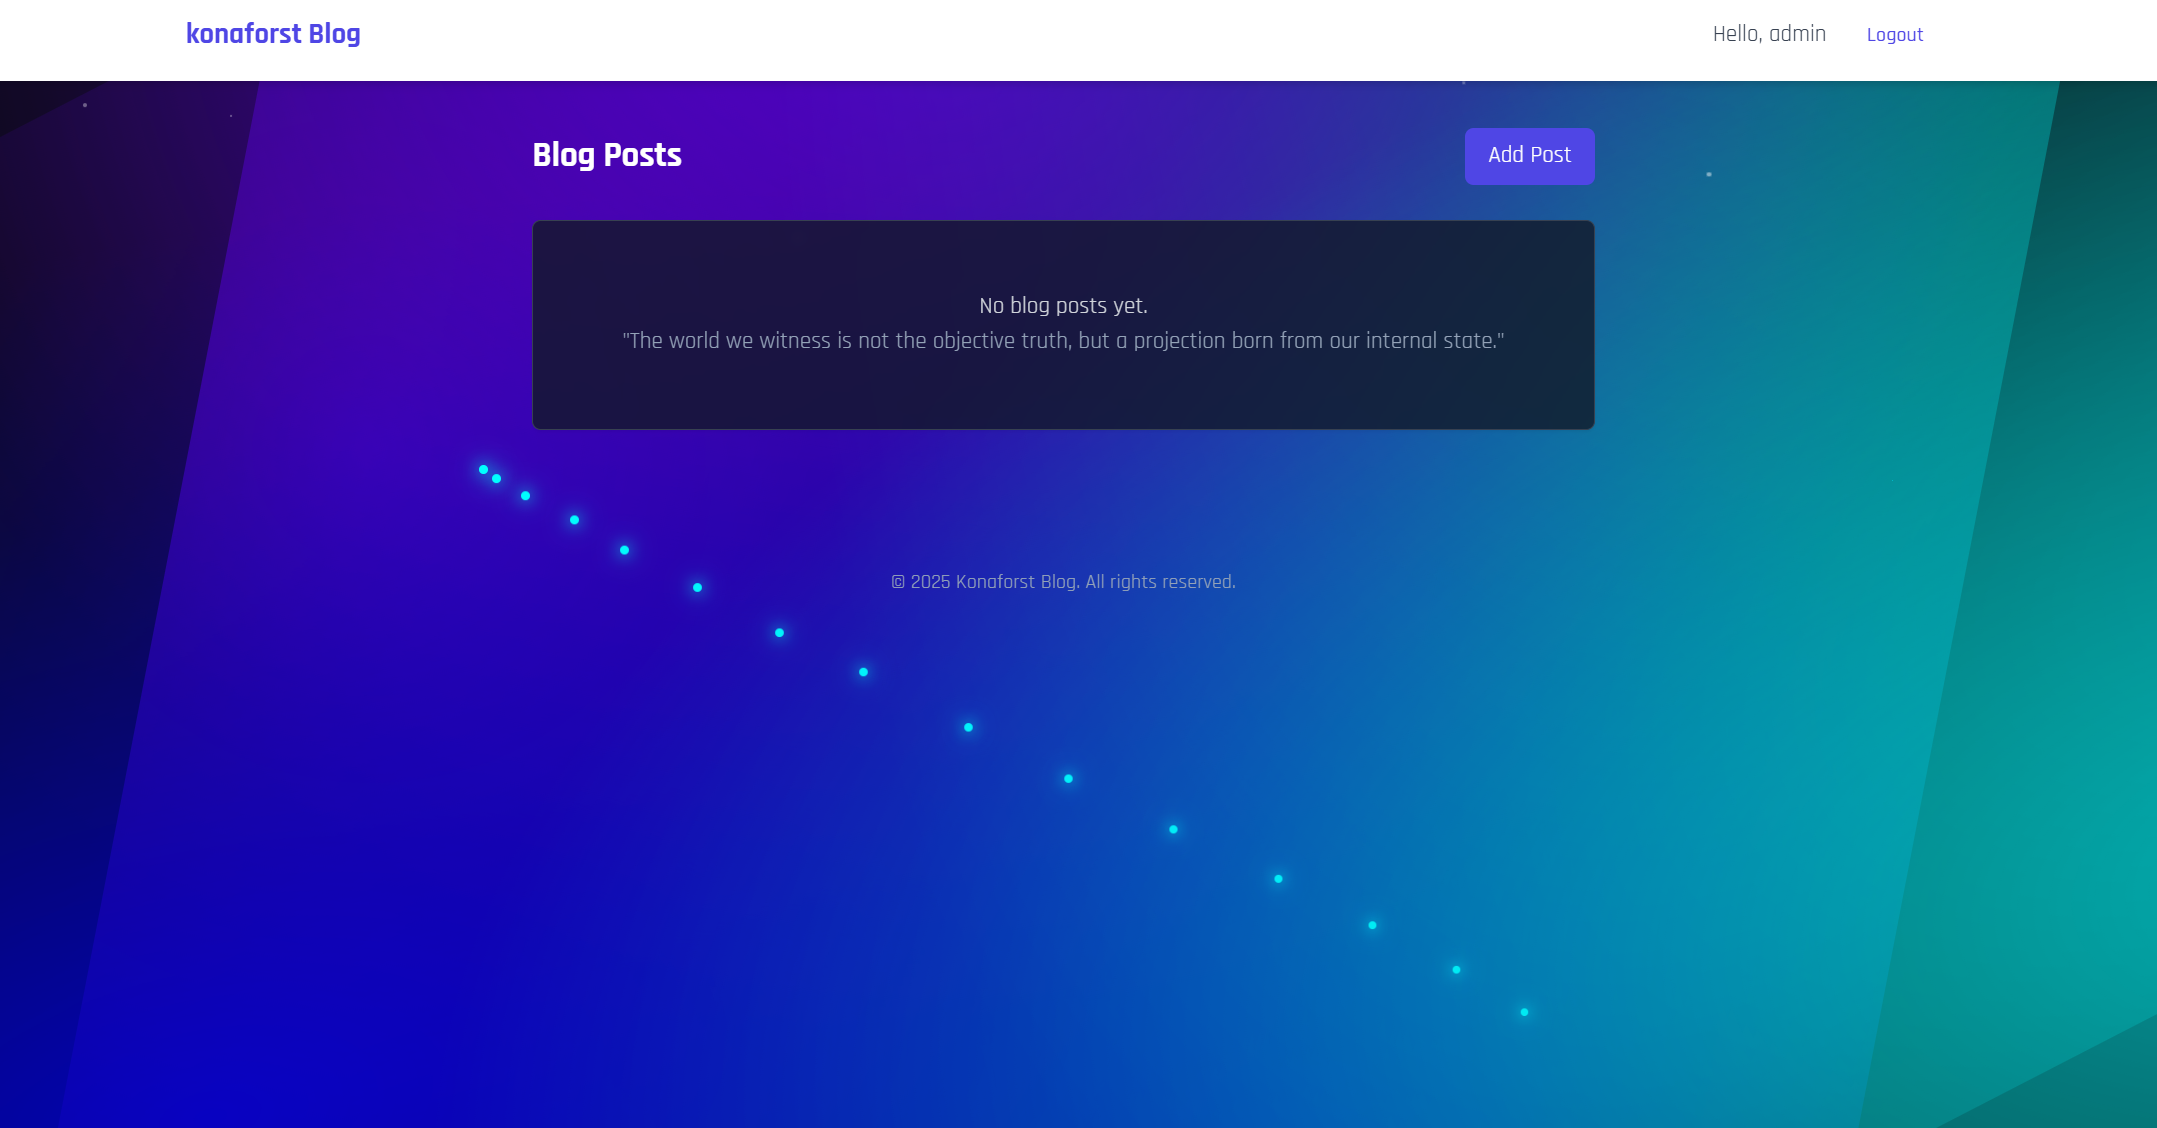 konaforst Blog
Hello, admin Logout
Blog Posts
Add Post
No blog posts yet.
"The world we witness is not the objective truth, but a projection born from our internal state."
© 2025 Konaforst Blog. All rights reserved.